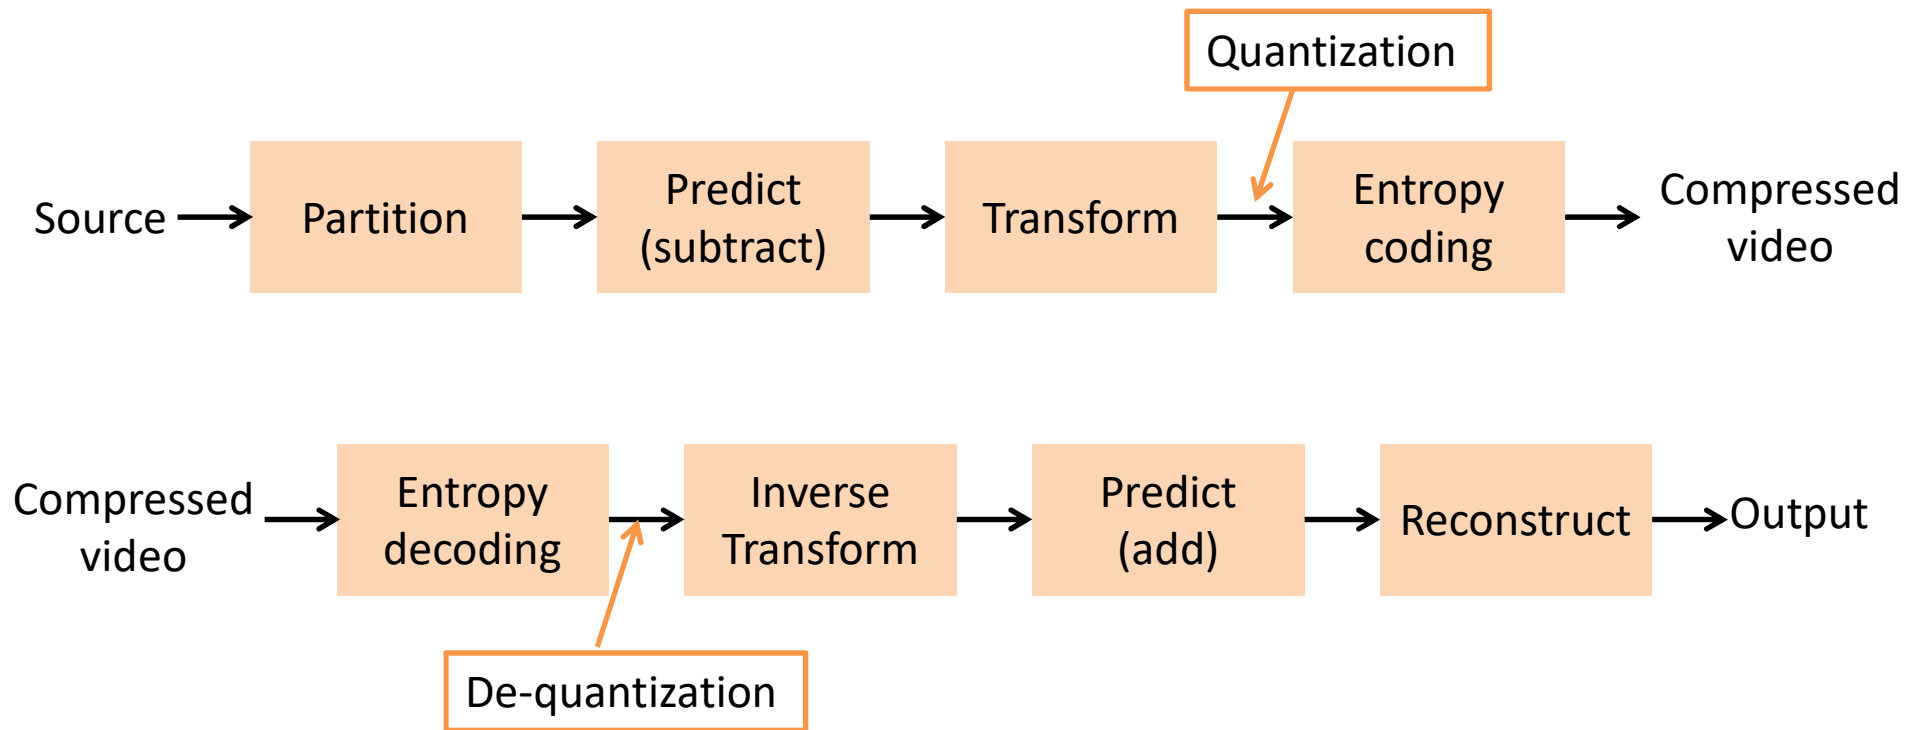 Quantization
Source
Partition
Predict
(subtract)
Transform
Entropy
coding
Compressed
video
Compressed
video
Entropy
decoding
Inverse
Transform
Predict
(add)
Reconstruct
Output
De-quantization